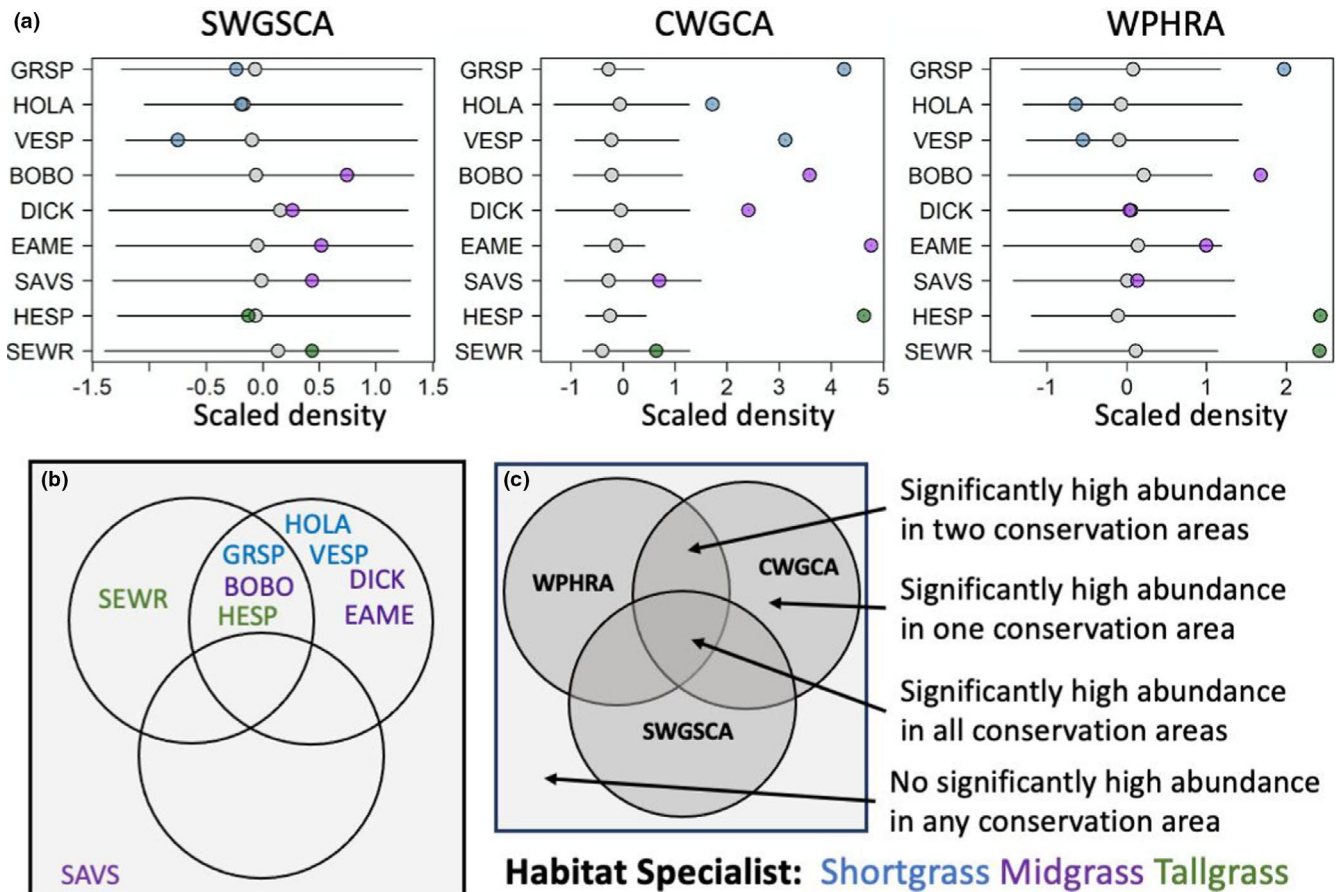 (a)
SWGSCA
CWGCA
WPHRA
GRSP
HOLA
VESP
BOBO
DICK
EAME
SAVS
HESP
SEWR
-1.5 -0.5 0.0 0.5 1.0 1.5
Scaled density
GRSP
HOLA
VESP
BOBO
DICK
EAME
SAVS
HESP
SEWR
-1 0 1 2 3 4 5
Scaled density
GRSP
HOLA
VESP
BOBO
DICK
EAME
SAVS
HESP
SEWR
-1 0 1 2
Scaled density
(b)
HOLA
GRSP VESP
BOBO DICK
SEWR
HESP EAME
SAVS
(c)
WPHRA
CWGCA
SWGSCA
Significantly high abundance
in two conservation areas
Significantly high abundance
in one conservation area
Significantly high abundance
in all conservation areas
No significantly high abundance
in any conservation area
Habitat Specialist: Shortgrass Midgrass Tallgrass